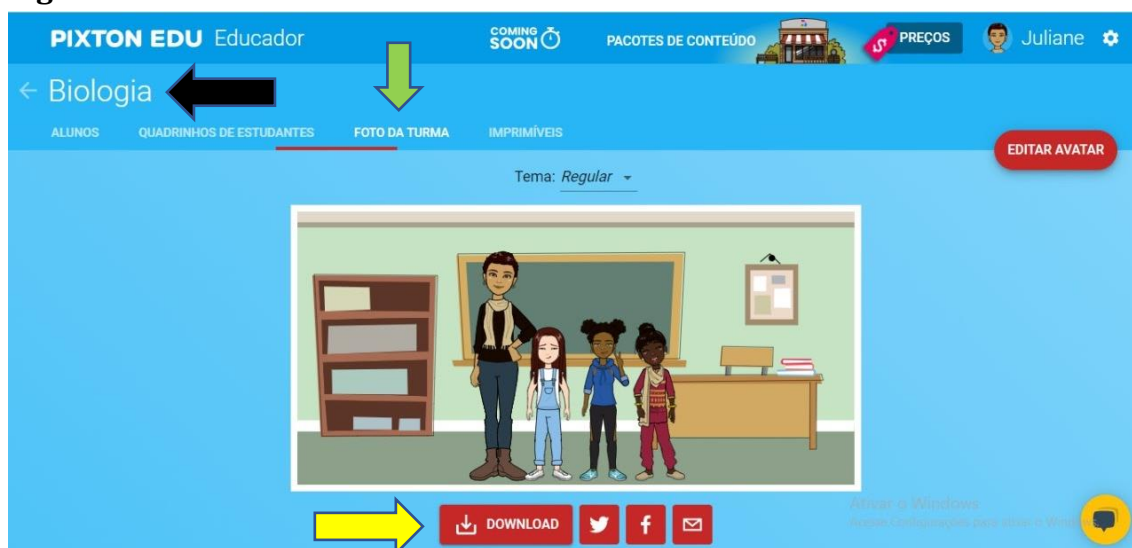 PIXTON EDU Educador
COMING SOON
PACOTES DE CONTEÚDO
PREÇOS
Juliane
Biologia
ALUNOS QUADRINHOS DE ESTUDANTES FOTO DA TURMA IMPRIMÍVEIS
EDITAR AVATAR
Tema: Regular
DOWNLOAD
Ativar o Windows